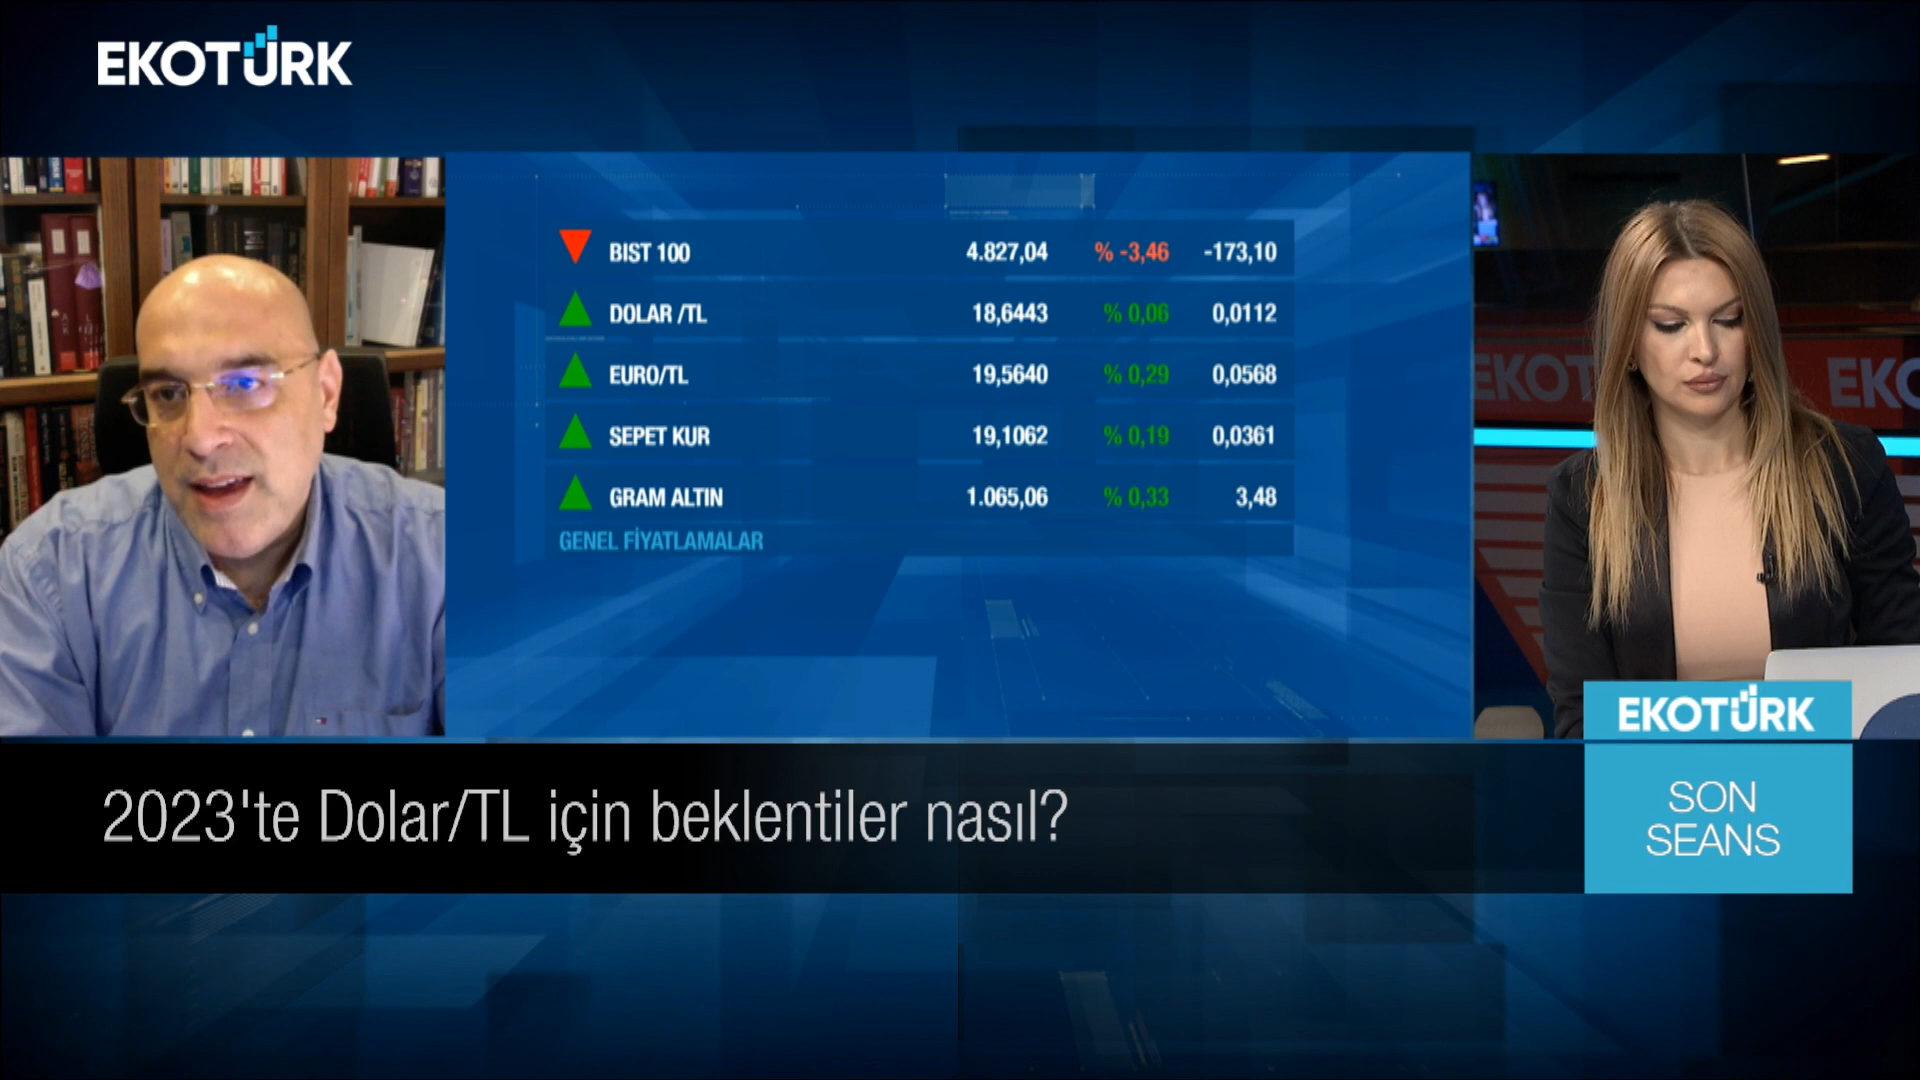 EKOTÜRK
BIST 100 4.827,04 % -3,46 -173,10
DOLAR /TL 18,6443 % 0,06 0,0112
EURO/TL 19,5640 % 0,29 0,0568
SEPET KUR 19,1062 % 0,19 0,0361
GRAM ALTIN 1.065,06 % 0,33 3,48
GENEL FİYATLAMALAR
EKOT
EKO
EKOTÜRK
2023'te Dolar/TL için beklentiler nasıl?
SON
SEANS